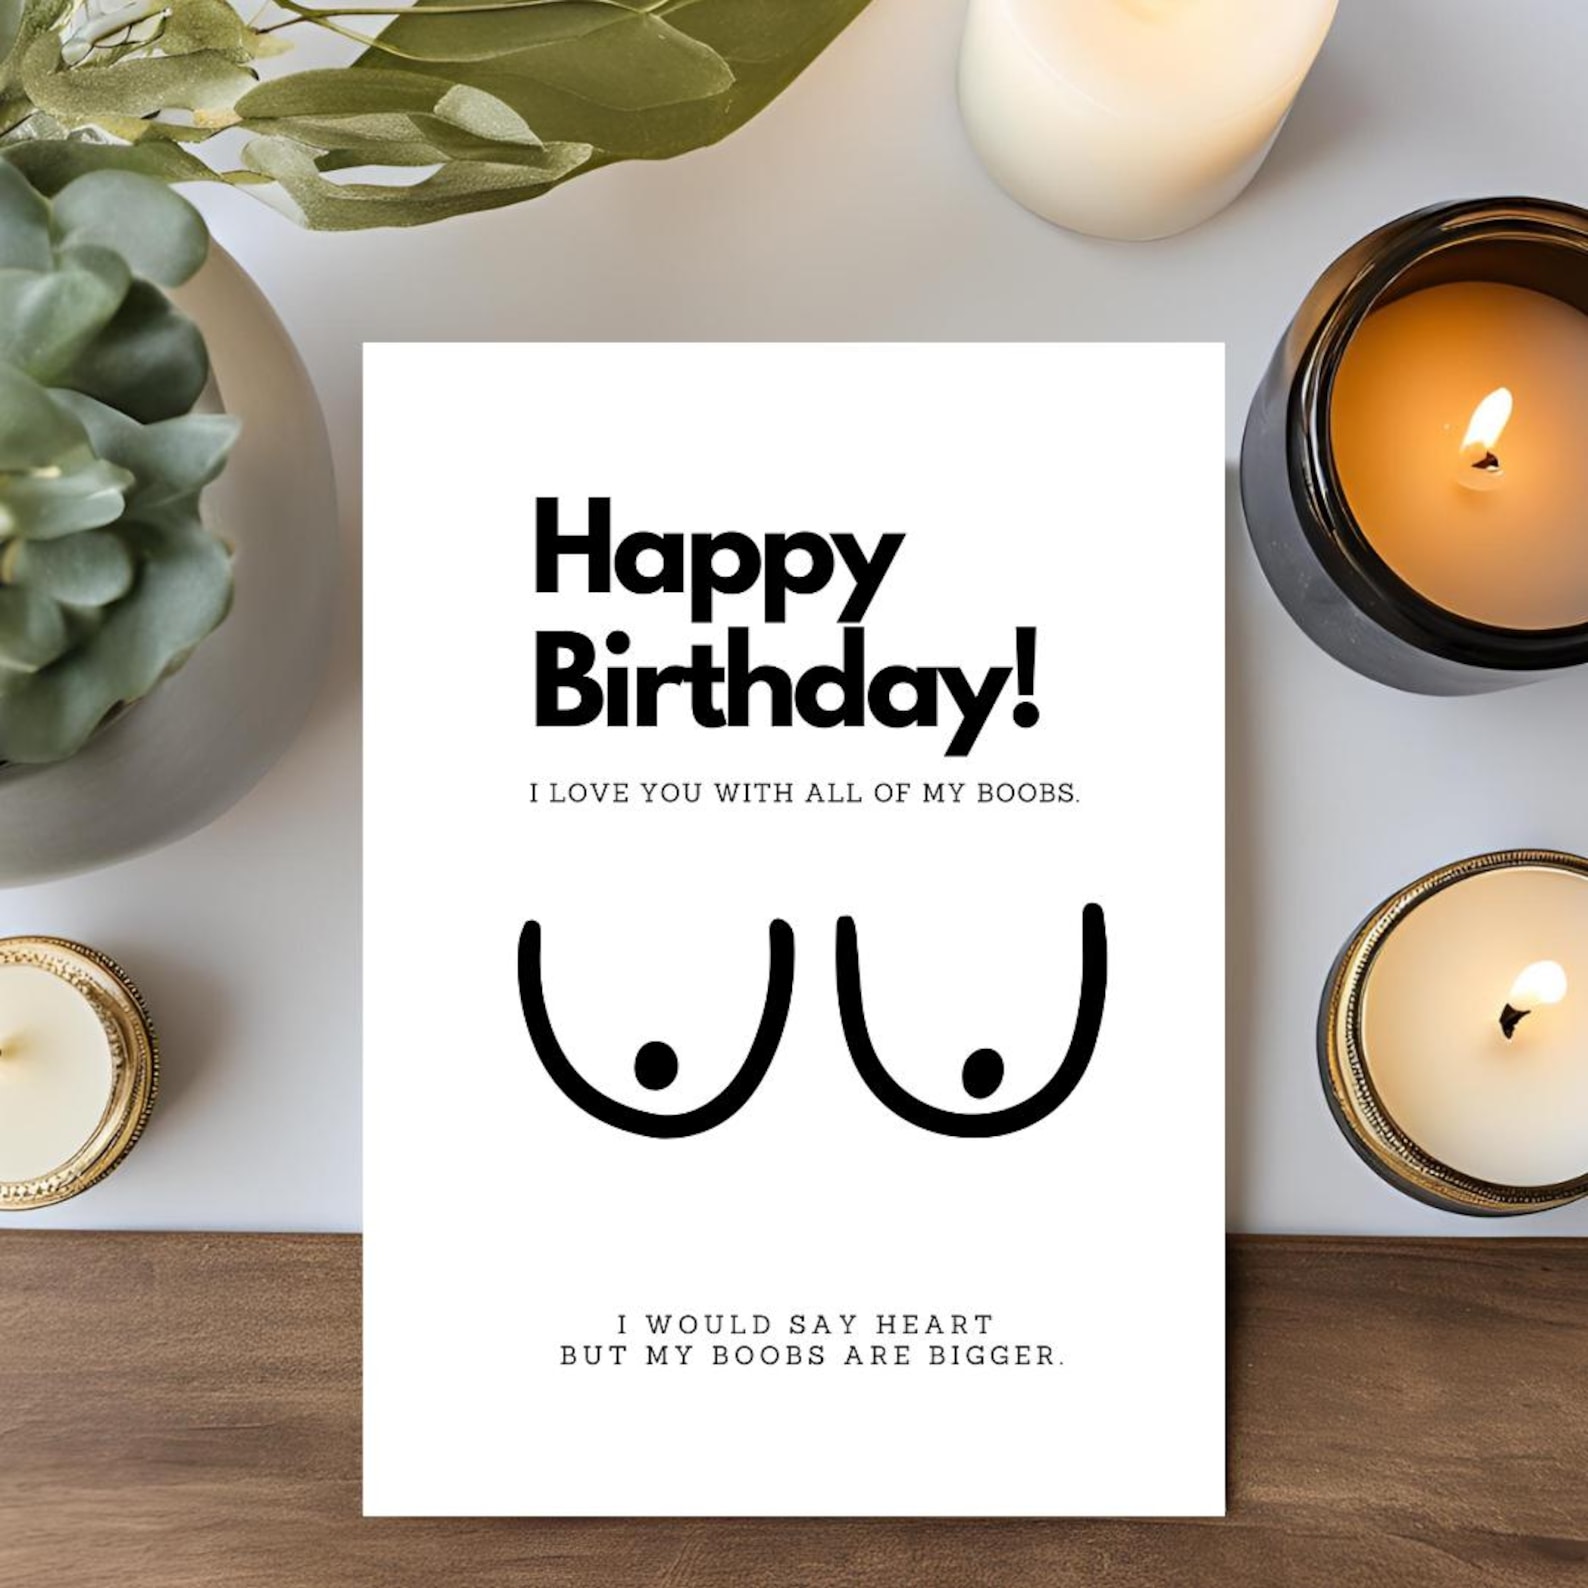 Happy
Birthday!
I LOVE YOU WITH ALL OF MY BOOBS.
I WOULD SAY HEART
BUT MY BOOBS ARE BIGGER.